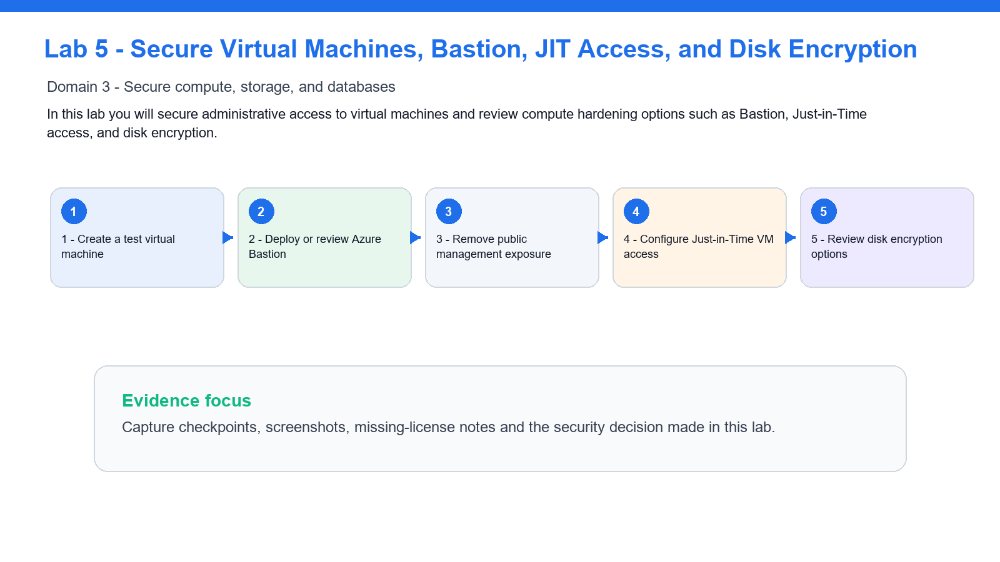 Lab 5 - Secure Virtual Machines, Bastion, JIT Access, and Disk Encryption
Domain 3 - Secure compute, storage, and databases
In this lab you will secure administrative access to virtual machines and review compute hardening options such as Bastion, Just-in-Time
access, and disk encryption.
1
1 - Create a test virtual
machine
2
2 - Deploy or review Azure
Bastion
3
3 - Remove public
management exposure
4
4 - Configure Just-in-Time VM
access
5
5 - Review disk encryption
options
Evidence focus
Capture checkpoints, screenshots, missing-license notes and the security decision made in this lab.